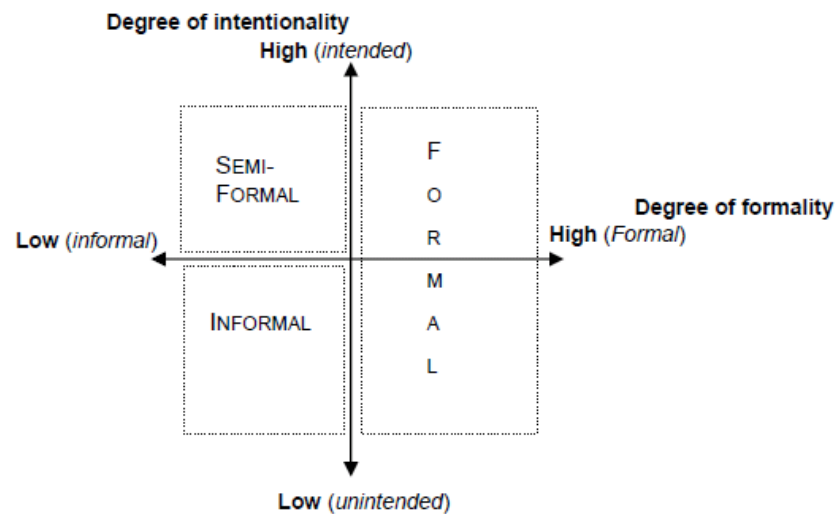 Degree of intentionality
High (intended)
SEMI-
FORMAL
F
O
R
M
A
L
Degree of formality
Low (informal)
High (Formal)
INFORMAL
Low (unintended)